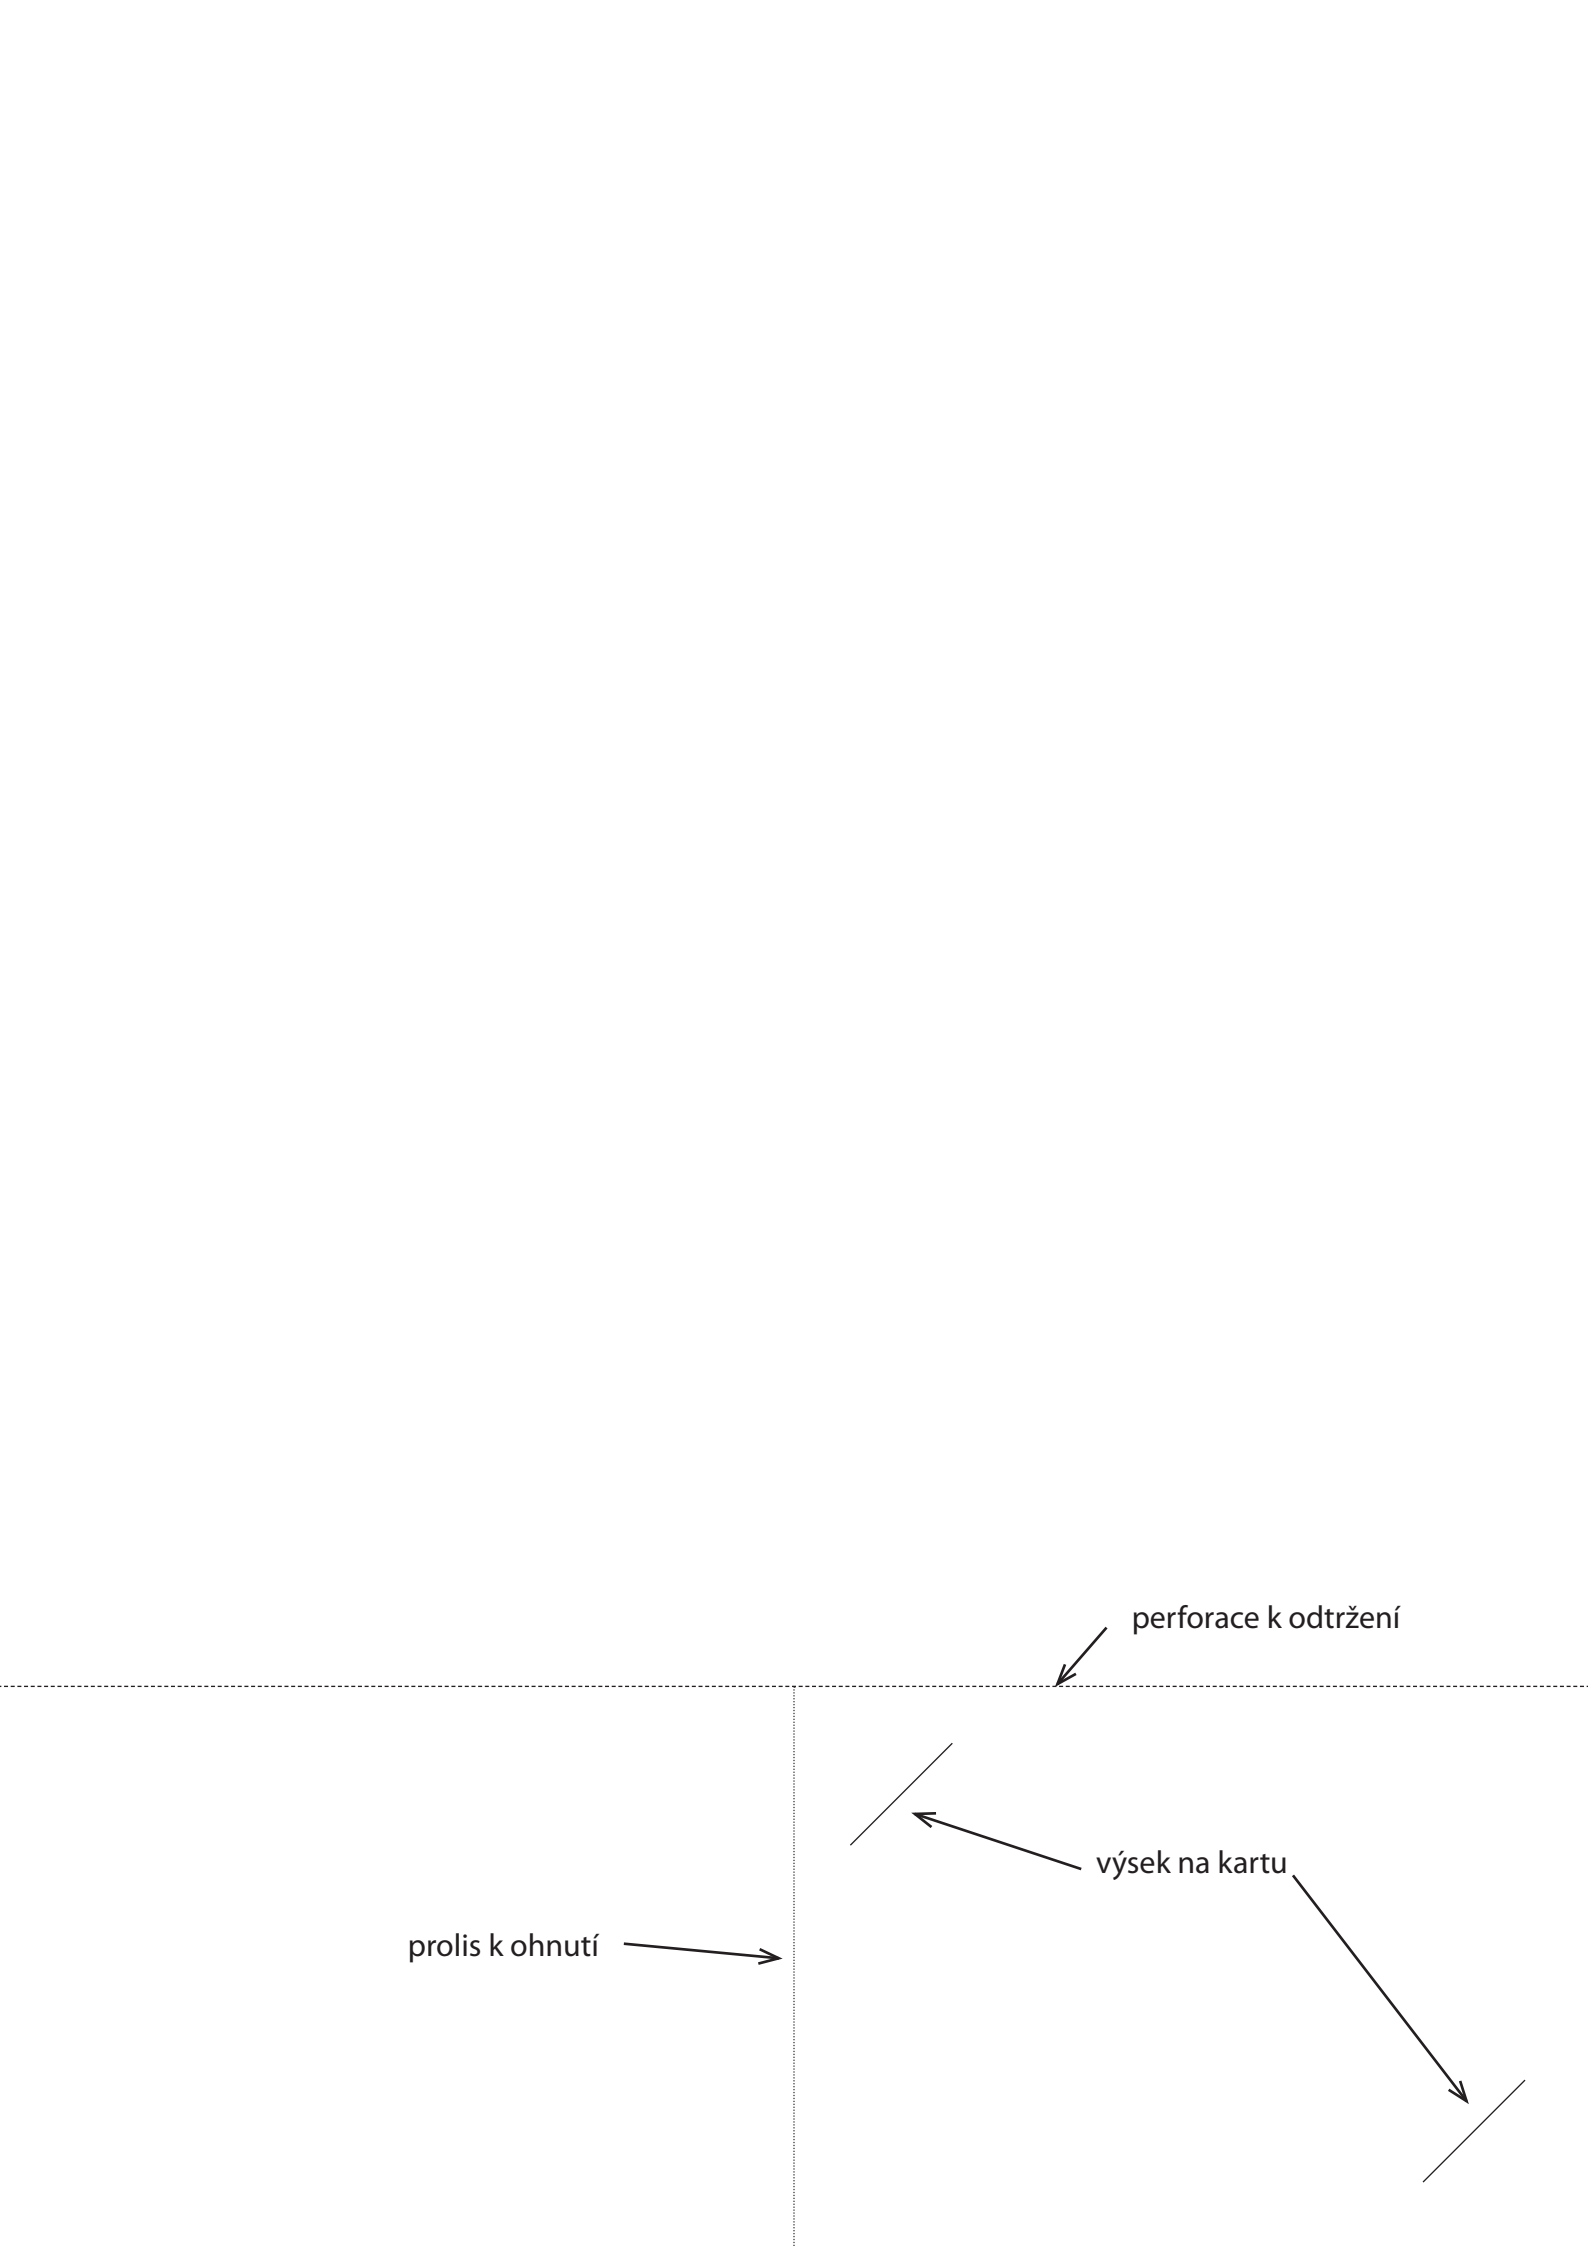 perforace k odtržení
výsek na kartu
prolis k ohnutí